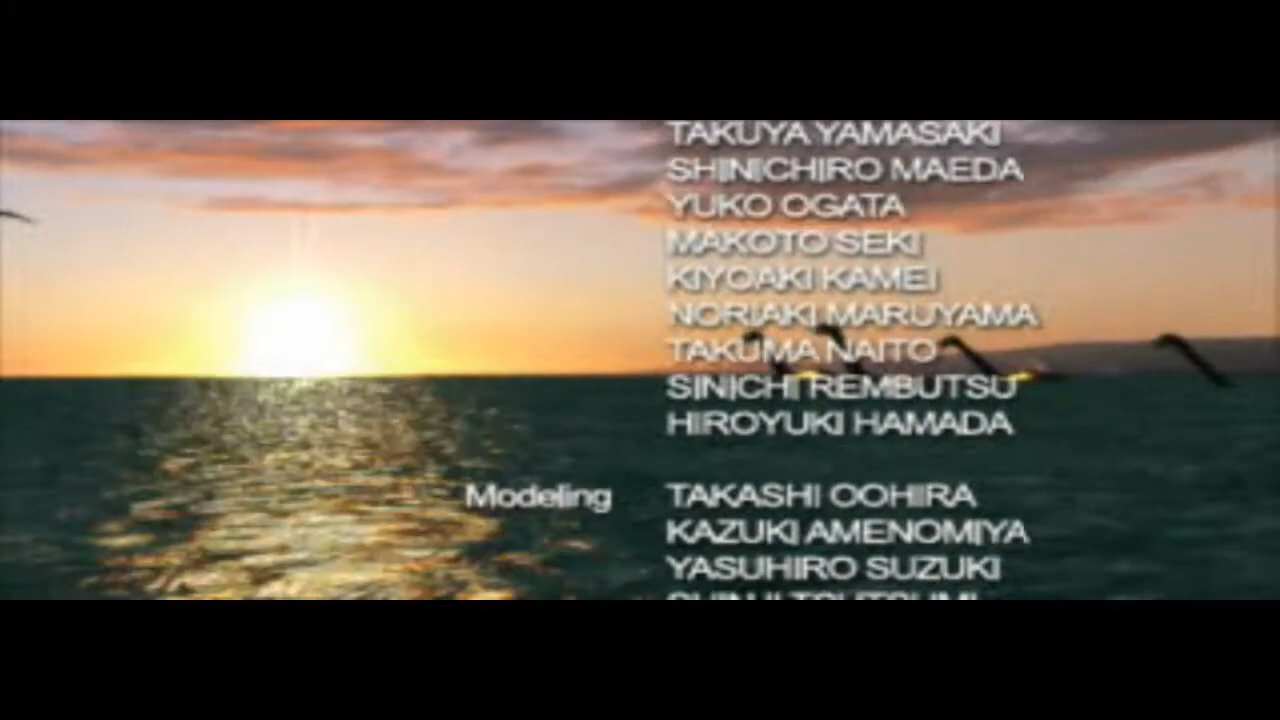 TAKUYA YAMASAKI
SHINICHIRO MAEDA
YUKO OGATA
MAKOTO SEKI
KIYOAKI KAMEI
NORIAKI MARUYAMA
TAKUMA NAITO
SINICHI REMBUTSU
HIROYUKI HAMADA
Modeling TAKASHI OOHIRA
KAZUKI AMENOMIYA
YASUHIRO SUZUKI